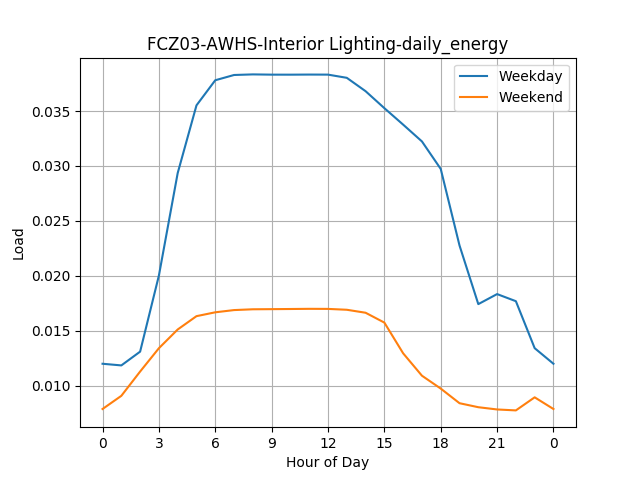 FCZ03-AWHS-Interior Lighting-daily_energy
Weekday
Weekend
0.035
0.030
0.025
0.020
0.015
0.010
Load
0 3 6 9 12 15 18 21 0
Hour of Day